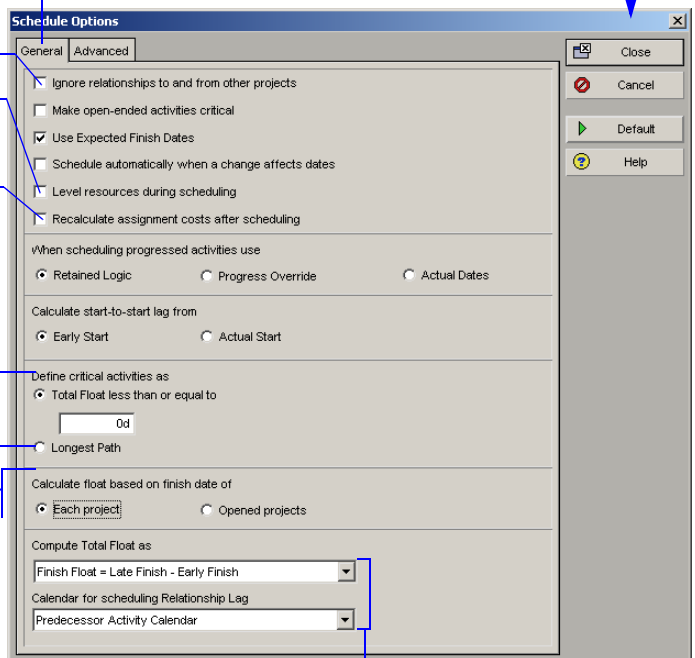 Schedule Options
General Advanced
Ignore relationships to and from other projects
Make open-ended activities critical
Use Expected Finish Dates
Schedule automatically when a change affects dates
Level resources during scheduling
Recalculate assignment costs after scheduling
When scheduling progressed activities use
Retained Logic Progress Override Actual Dates
Calculate start-to-start lag from
Early Start Actual Start
Define critical activities as
Total Float less than or equal to
0d
Longest Path
Calculate float based on finish date of
Each project Opened projects
Compute Total Float as
Finish Float = Late Finish - Early Finish
Calendar for scheduling Relationship Lag
Predecessor Activity Calendar
Close
Cancel
Default
Help